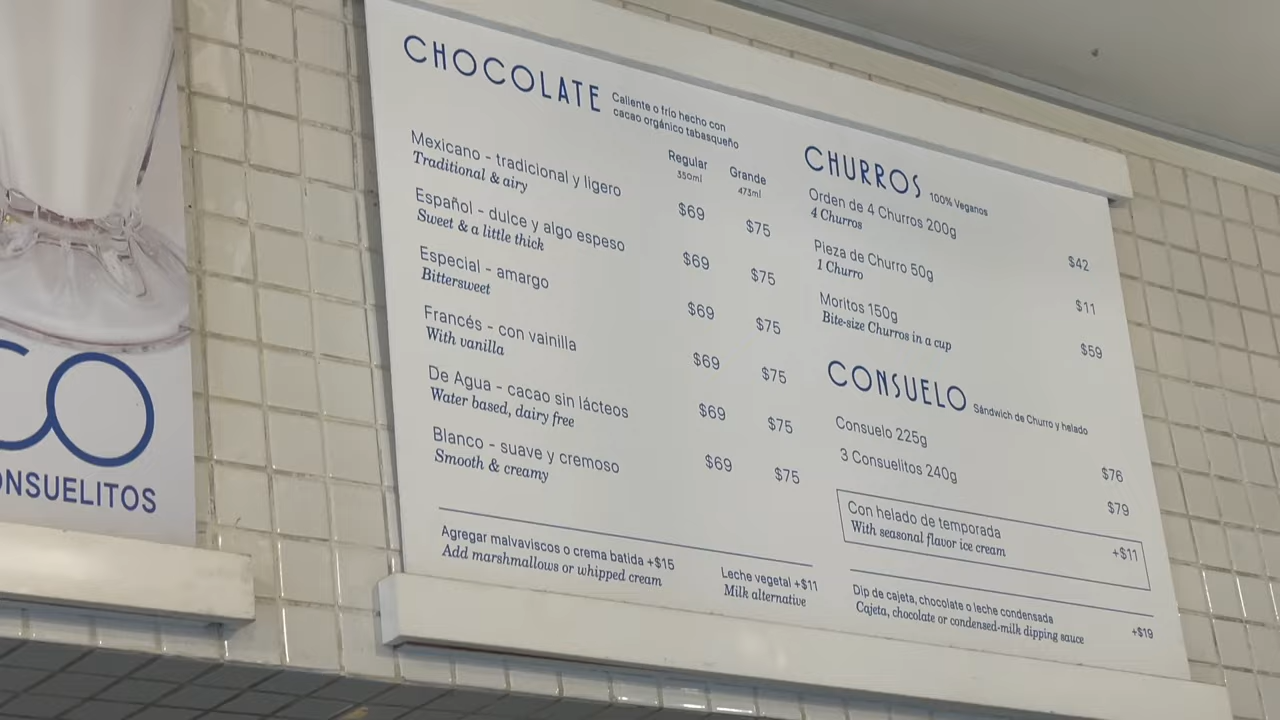 CO
ONSUELITOS
CHOCOLATE
Caliente o frío hecho con
cacao orgánico tabasqueño
Regular
350ml
Grande
473ml
Mexicano - tradicional y ligero
Traditional & airy
$69
$75
Español - dulce y algo espeso
Sweet & a little thick
$69
$75
Especial - amargo
Bittersweet
$69
$75
Francés - con vainilla
With vanilla
$69
$75
De Agua - cacao sin lácteos
Water based, dairy free
$69
$75
Blanco - suave y cremoso
Smooth & creamy
$69
$75
Agregar malvaviscos o crema batida +$15
Add marshmallows or whipped cream
Leche vegetal +$11
Milk alternative
CHURROS 100% Veganos
Orden de 4 Churros 200g
4 Churros
$42
Pieza de Churro 50g
1 Churro
$11
Moritos 150g
Bite-size Churros in a cup
$59
CONSUELO Sándwich de Churro y helado
Consuelo 225g
$76
3 Consuelitos 240g
$79
Con helado de temporada
With seasonal flavor ice cream
+$11
Dip de cajeta, chocolate o leche condensada
Cajeta, chocolate or condensed-milk dipping sauce
+$19